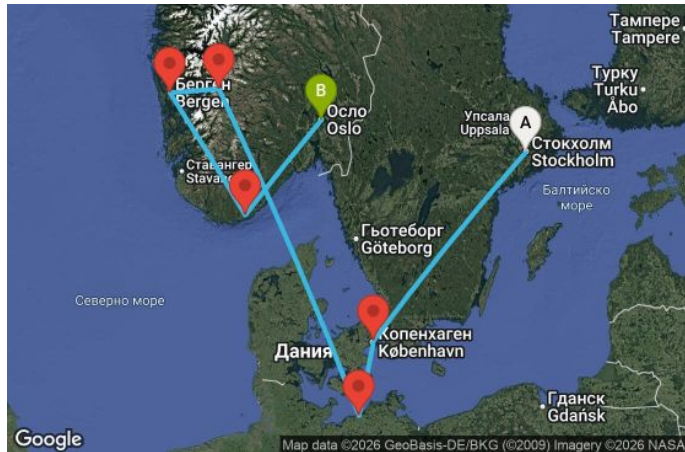 Тампере
Tampere
Турку
Turku
Åbo
Берген
Bergen
B
Осло
Oslo
Упсала
Uppsala
A
Стокхолм
Stockholm
Ставангер
Балтийско
море
Гьотеборг
Göteborg
Северно море
Копенхаген
København
Дания
Гданск
Gdańsk
Google
Map data ©2026 GeoBasis-DE/BKG (©2009) Imagery ©2026 NASA